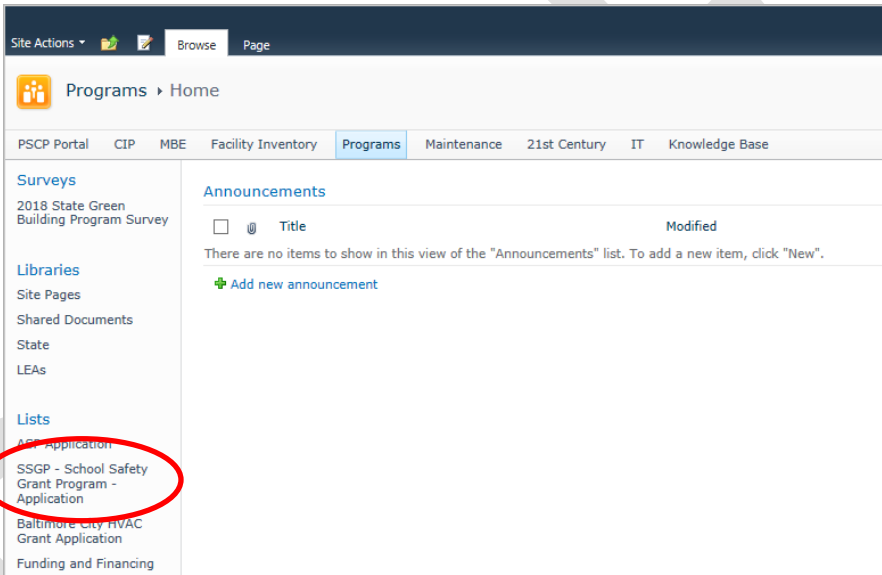 Site Actions Browse Page
Programs Home
PSCP Portal CIP MBE Facility Inventory Programs Maintenance 21st Century IT Knowledge Base
Surveys
2018 State Green
Building Program Survey
Libraries
Site Pages
Shared Documents
State
LEAs
Lists
ASP Application
SSGP - School Safety
Grant Program -
Application
Baltimore City HVAC
Grant Application
Funding and Financing
Announcements
Title Modified
There are no items to show in this view of the "Announcements" list. To add a new item, click "New".
Add new announcement